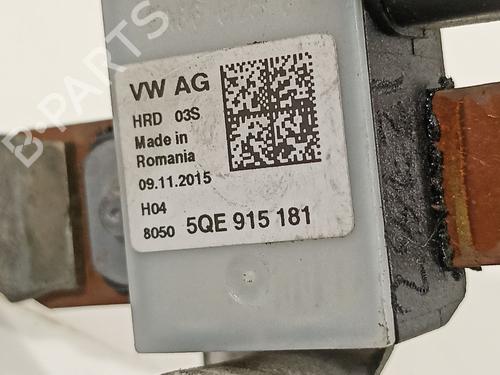 VW AG
HRD 03S
Made in
Romania
09.11.2015
H04
8050 5QE 915 181
B-PARTS